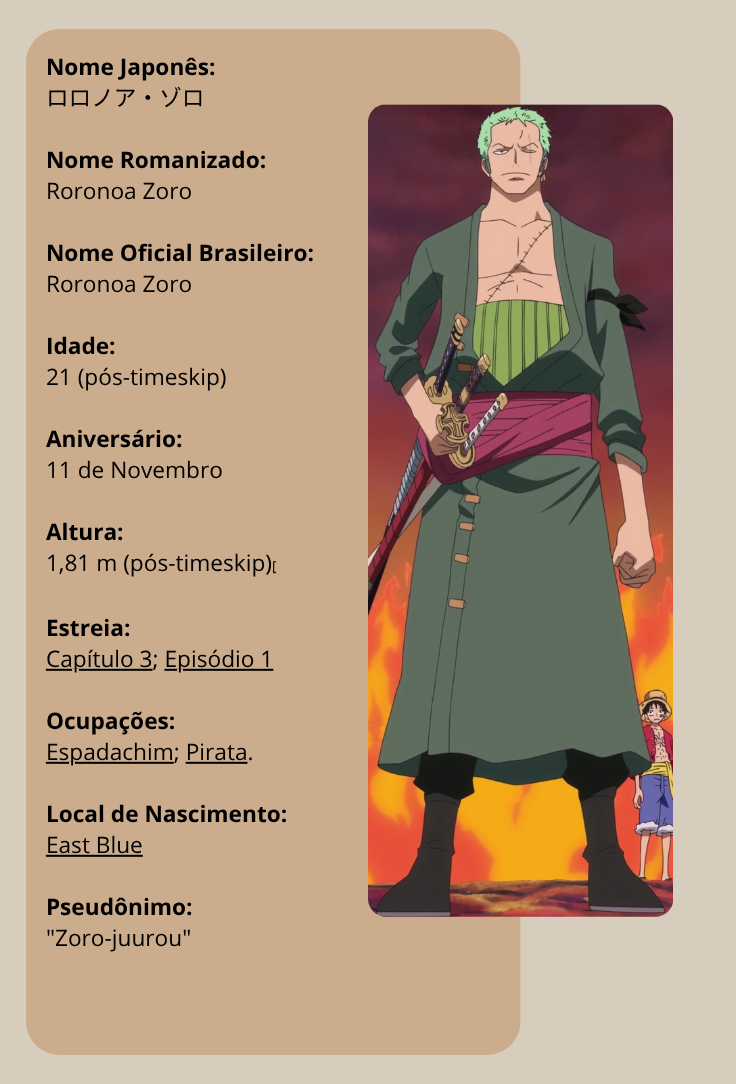 Nome Japonês:
ロロノア・ゾロ
Nome Romanizado:
Roronoa Zoro
Nome Oficial Brasileiro:
Roronoa Zoro
Idade:
21 (pós-timeskip)
Aniversário:
11 de Novembro
Altura:
1,81 m (pós-timeskip)[
Estreia:
Capítulo 3; Episódio 1
Ocupações:
Espadachim; Pirata.
Local de Nascimento:
East Blue
Pseudônimo:
"Zoro-juurou"